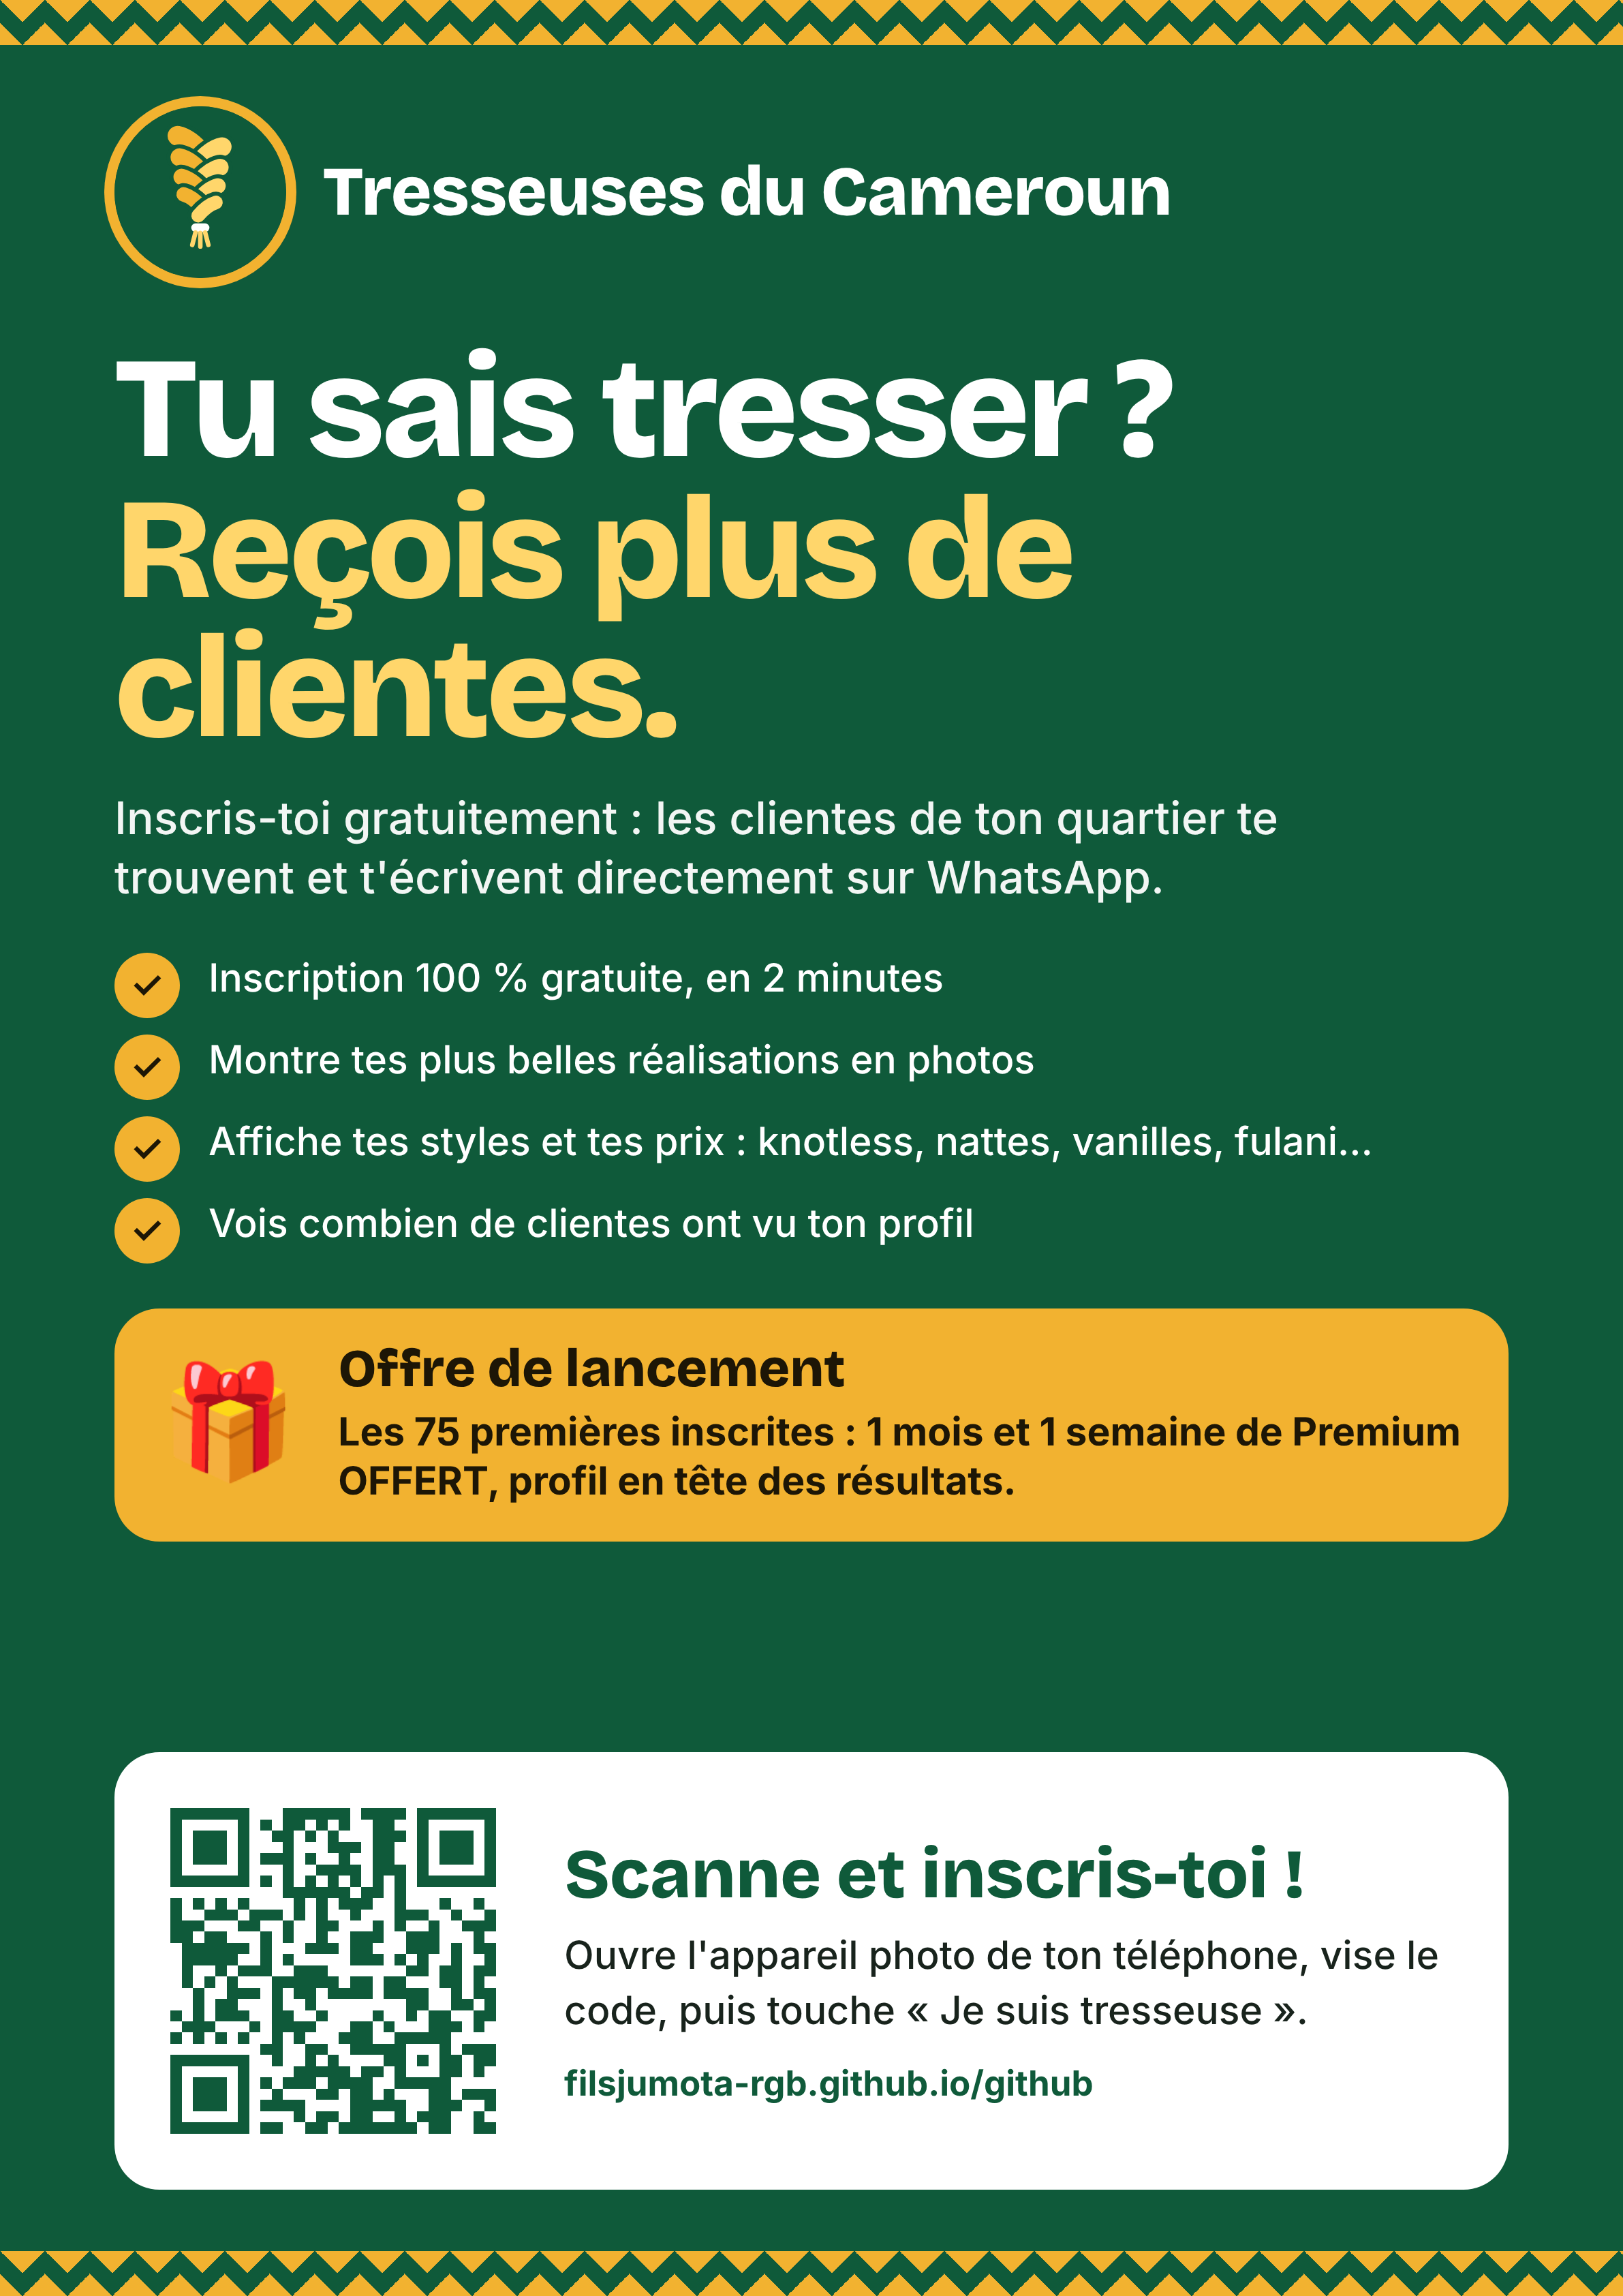 Tresseuses du Cameroun
Tu sais tresser ?
Reçois plus de
clientes.
Inscris-toi gratuitement : les clientes de ton quartier te
trouvent et t'écrivent directement sur WhatsApp.
Inscription 100 % gratuite, en 2 minutes
Montre tes plus belles réalisations en photos
Affiche tes styles et tes prix : knotless, nattes, vanilles, fulani...
Vois combien de clientes ont vu ton profil
Offre de lancement
Les 75 premières inscrites : 1 mois et 1 semaine de Premium
OFFERT, profil en tête des résultats.
Scanne et inscris-toi !
Ouvre l'appareil photo de ton téléphone, vise le
code, puis touche « Je suis tresseuse ».
filsjumota-rgb.github.io/github